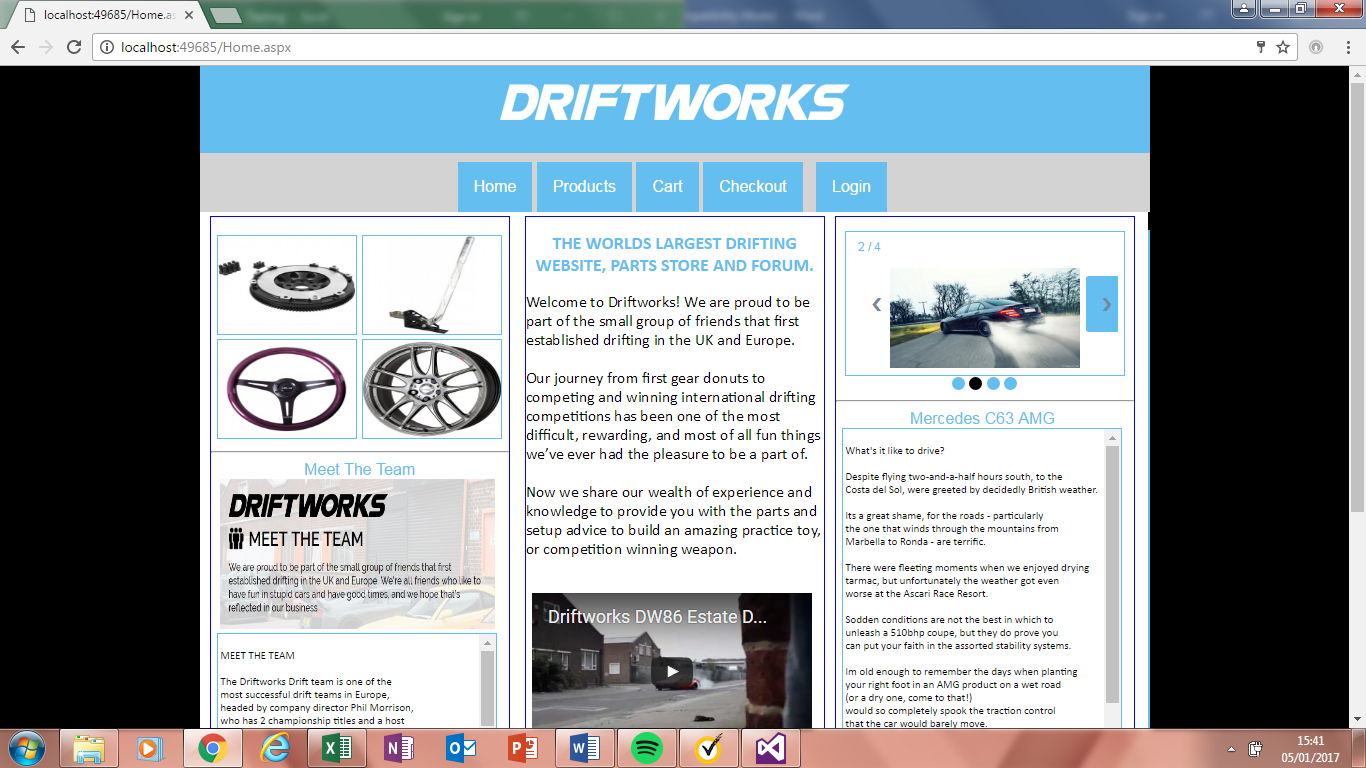 localhost:49685/Home.as
localhost:49685/Home.aspx
DRIFTWORKS
Home
Products
Cart
Checkout
Login
Meet The Team
DRIFTWORKS
MEET THE TEAM
We are proud to be part of the small group of friends that first
established drifting in the UK and Europe. We're all friends who like to
have fun in stupid cars and have good times, and we hope that's
reflected in our business
MEET THE TEAM
The Driftworks Drift team is one of the
most successful drift teams in Europe,
headed by company director Phil Morrison,
who has 2 championship titles and a host
THE WORLDS LARGEST DRIFTING
WEBSITE, PARTS STORE AND FORUM.
Welcome to Driftworks! We are proud to be
part of the small group of friends that first
established drifting in the UK and Europe.
Our journey from first gear donuts to
competing and winning international drifting
competitions has been one of the most
difficult, rewarding, and most of all fun things
we've ever had the pleasure to be a part of.
Now we share our wealth of experience and
knowledge to provide you with the parts and
setup advice to build an amazing practice toy,
or competition winning weapon.
Driftworks DW86 Estate D...
2 / 4
Mercedes C63 AMG
What's it like to drive?
Despite flying two-and-a-half hours south, to the
Costa del Sol, were greeted by decidedly British weather.
Its a great shame, for the roads - particularly
the one that winds through the mountains from
Marbella to Ronda - are terrific.
There were fleeting moments when we enjoyed drying
tarmac, but unfortunately the weather got even
worse at the Ascari Race Resort.
Sodden conditions are not the best in which to
unleash a 510bhp coupe, but they do prove you
can put your faith in the assorted stability systems.
Im old enough to remember the days when planting
your right foot in an AMG product on a wet road
(or a dry one, come to that!)
would so completely spook the traction control
that the car would barely move.
15:41
05/01/2017